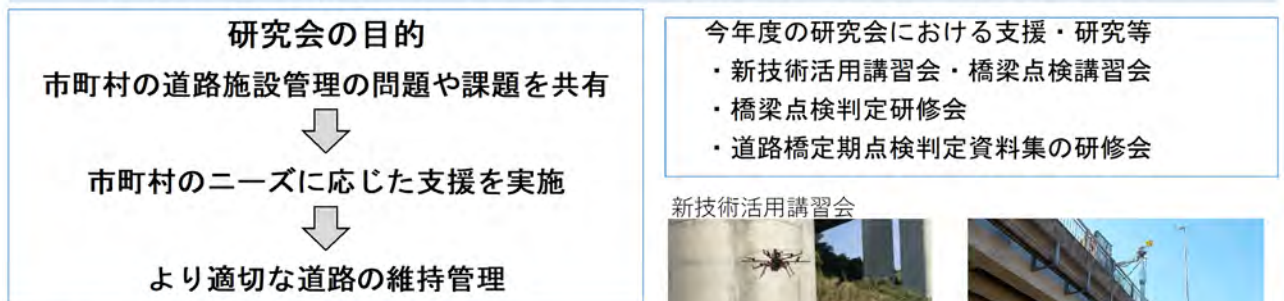 研究会の目的
市町村の道路施設管理の問題や課題を共有
市町村のニーズに応じた支援を実施
より適切な道路の維持管理
今年度の研究会における支援・研究等
・新技術活用講習会・橋梁点検講習会
・橋梁点検判定研修会
・道路橋定期点検判定資料集の研修会
新技術活用講習会